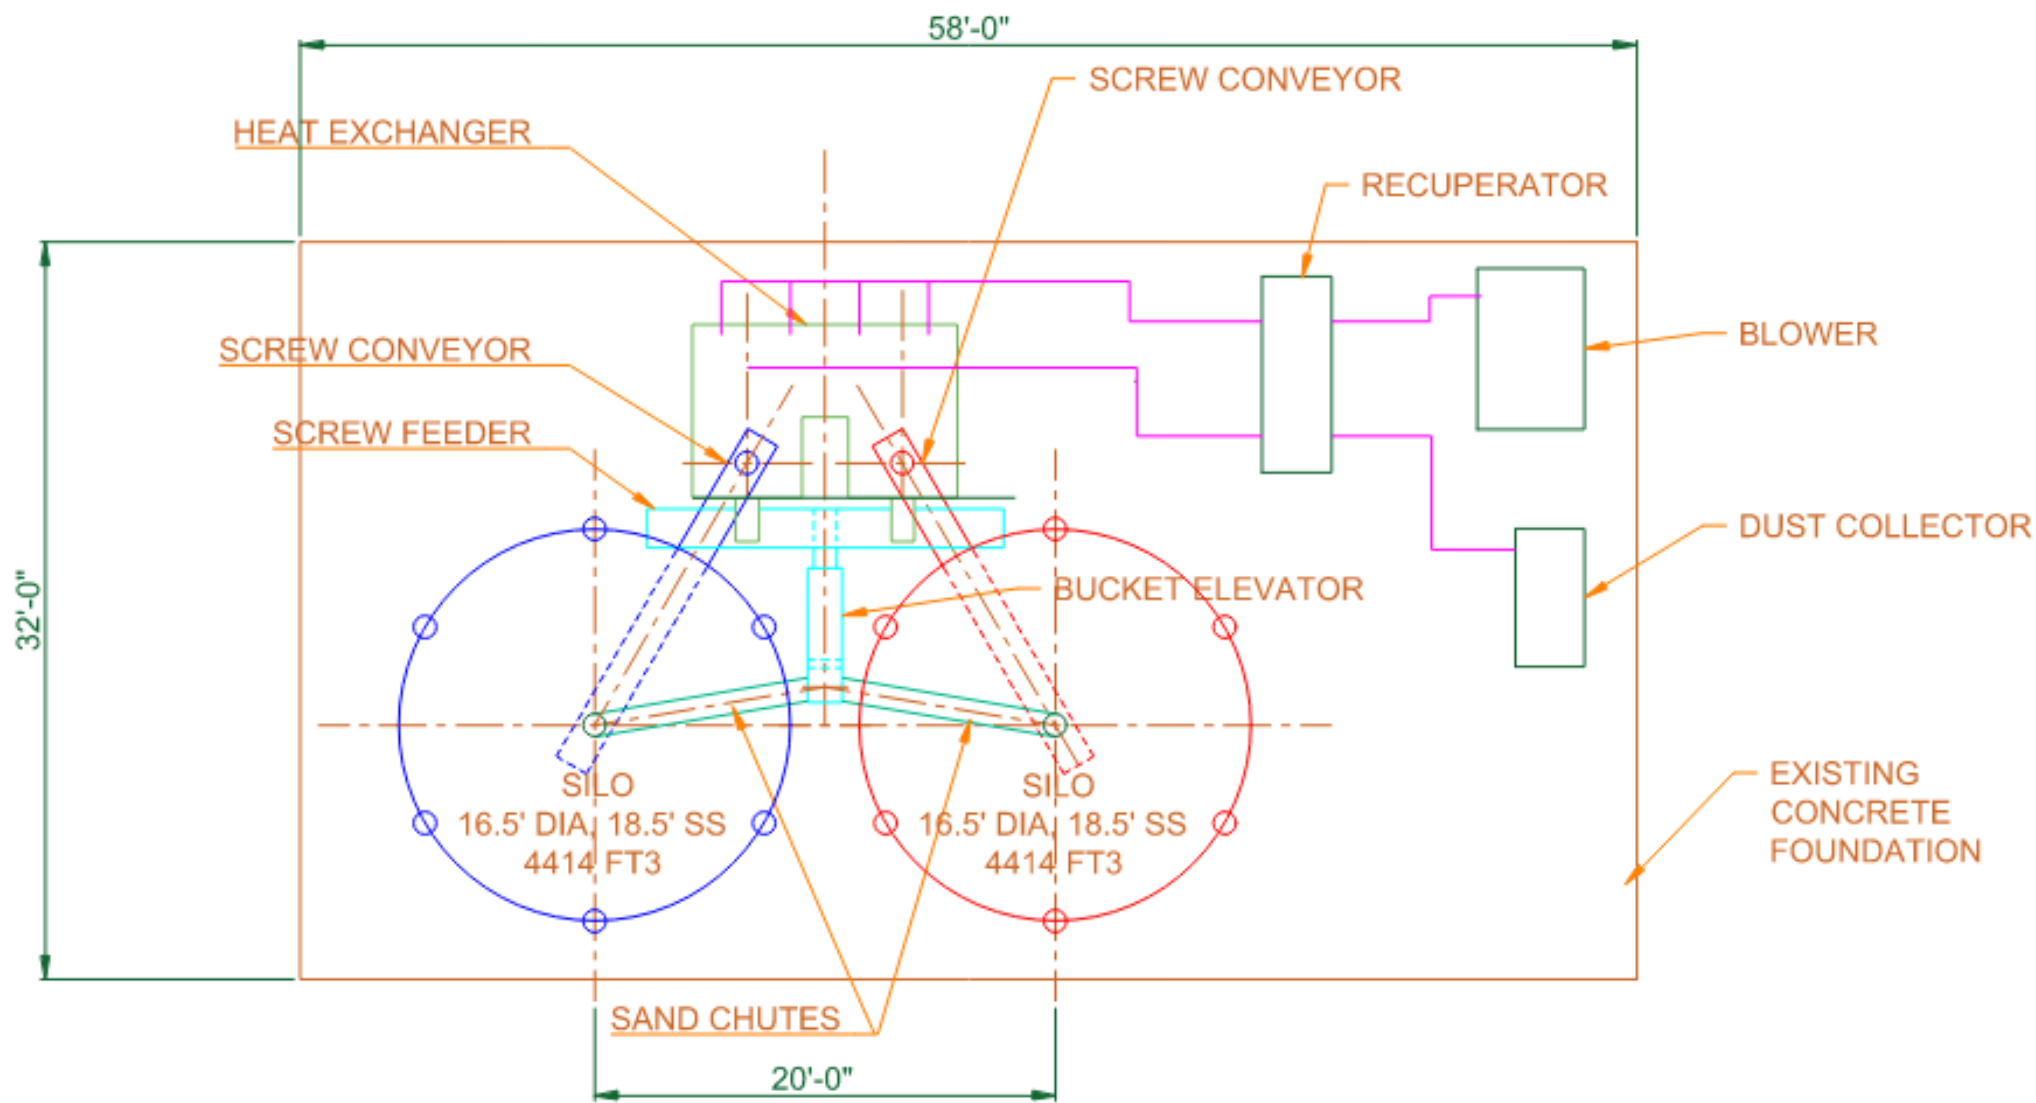 58'-0"
SCREW CONVEYOR
HEAT EXCHANGER
RECUPERATOR
BLOWER
SCREW CONVEYOR
SCREW FEEDER
DUST COLLECTOR
BUCKET ELEVATOR
32'-0"
SILO
16.5' DIA, 18.5' SS
4414 FT3
SILO
16.5' DIA, 18.5' SS
4414 FT3
EXISTING
CONCRETE
FOUNDATION
SAND CHUTES
20'-0"